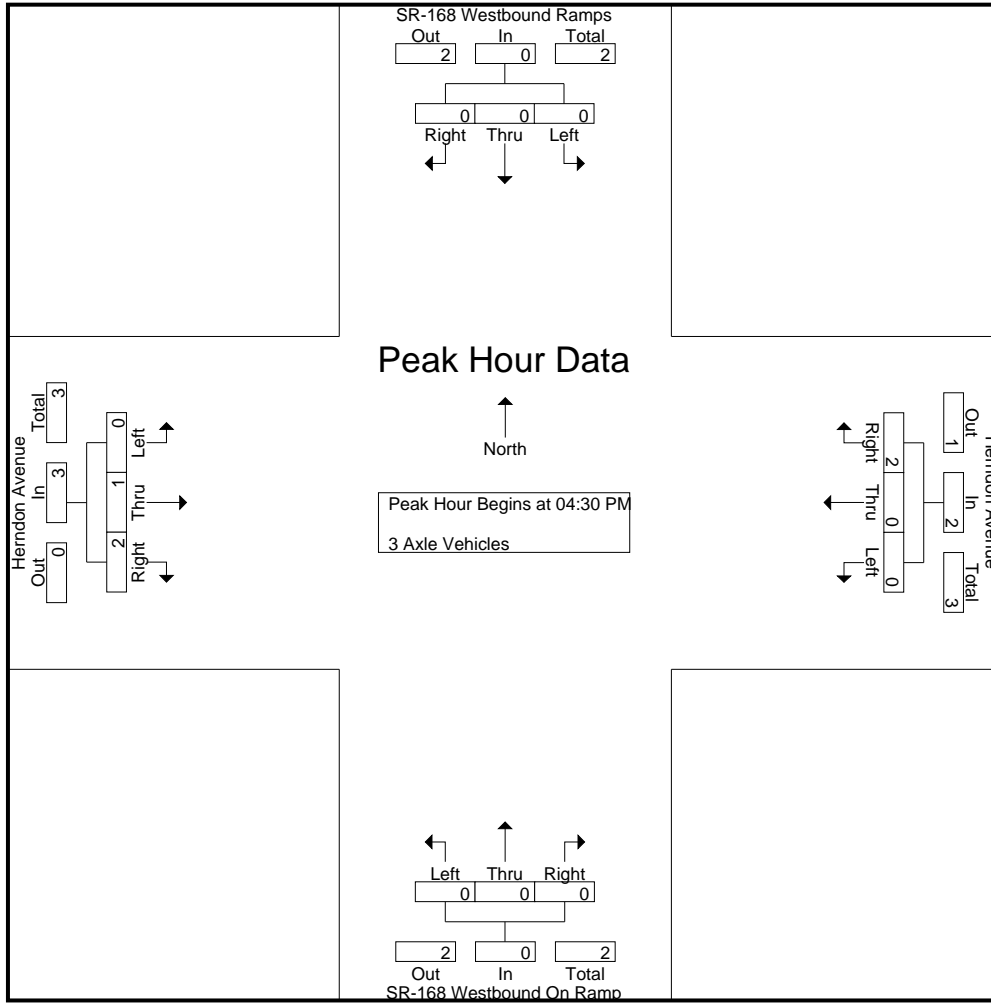 SR-168 Westbound Ramps
Out In Total
2 0 2
0 0 0
Right Thru Left
Peak Hour Data
North
Peak Hour Begins at 04:30 PM
3 Axle Vehicles
Herndon Avenue
Out In Total
0 3 3
Left Thru Right
0 1 2
Herndon Avenue
Out In Total
1 2 3
Right Thru Left
2 0 0
Left Thru Right
0 0 0
2 0 2
Out In Total
SR-168 Westbound On Ramp